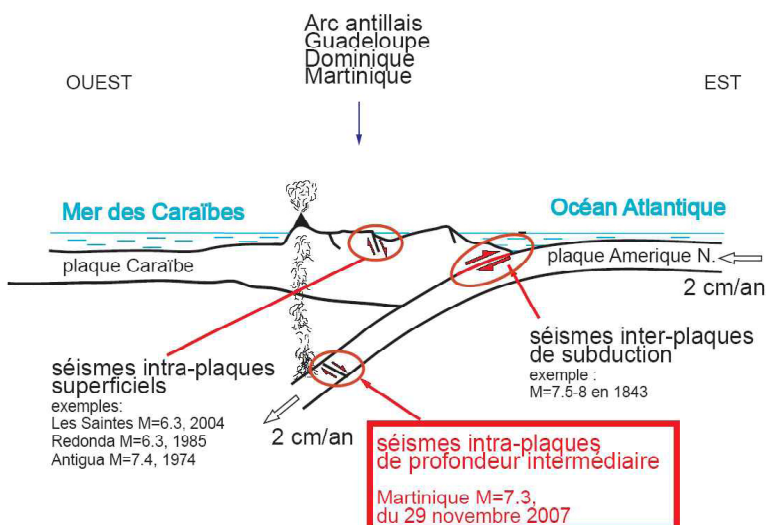 Arc antillais
Guadeloupe
Dominique
Martinique
OUEST
EST
Mer des Caraïbes
Océan Atlantique
plaque Caraïbe
plaque Amerique N.
2 cm/an
séismes intra-plaques
superficiels
exemples:
Les Saintes M=6.3, 2004
Redonda M=6.3, 1985
Antigua M=7.4, 1974
2 cm/an
séismes inter-plaques
de subduction
exemple :
M=7.5-8 en 1843
séismes intra-plaques
de profondeur intermédiaire
Martinique M=7.3,
du 29 novembre 2007